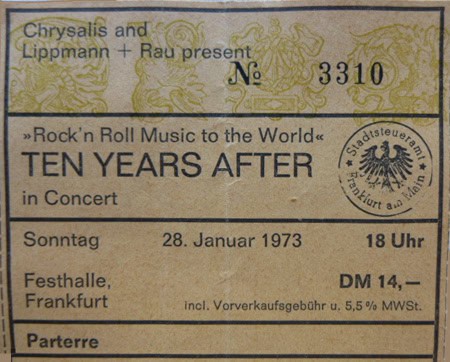 Chrysalis and
Lippmann + Rau present
№ 3310
»Rock'n Roll Music to the World«
TEN YEARS AFTER
in Concert
Stadtsteueramt
Frankfurt am Main
Sonntag 28. Januar 1973 18 Uhr
Festhalle, DM 14,—
Frankfurt incl. Vorverkaufsgebühr u. 5,5% MWSt.
Parterre